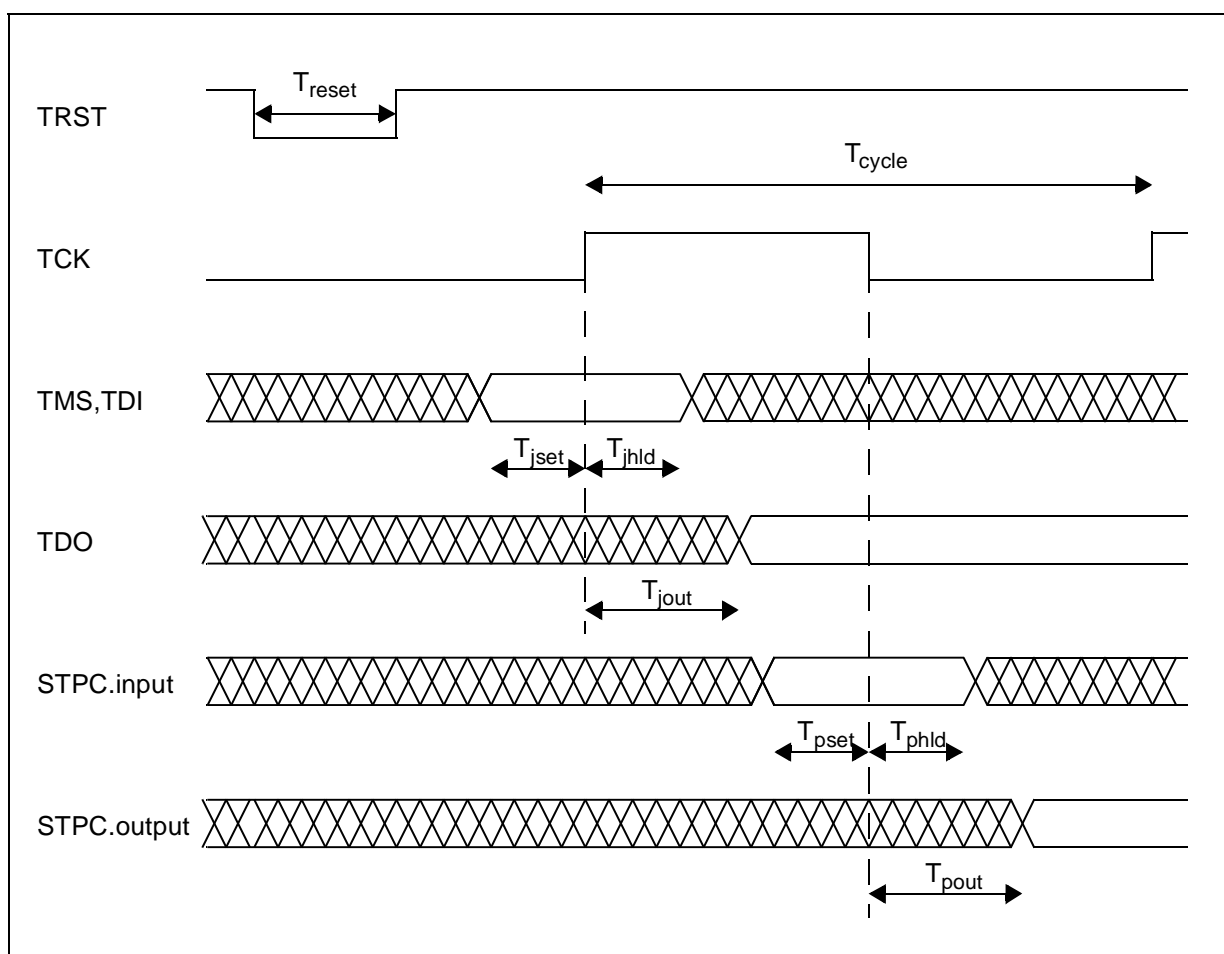 T_reset
TRST
T_cycle
TCK
TMS,TDI
T_jset
T_jhld
TDO
T_jout
STPC.input
T_pset
T_phld
STPC.output
T_pout